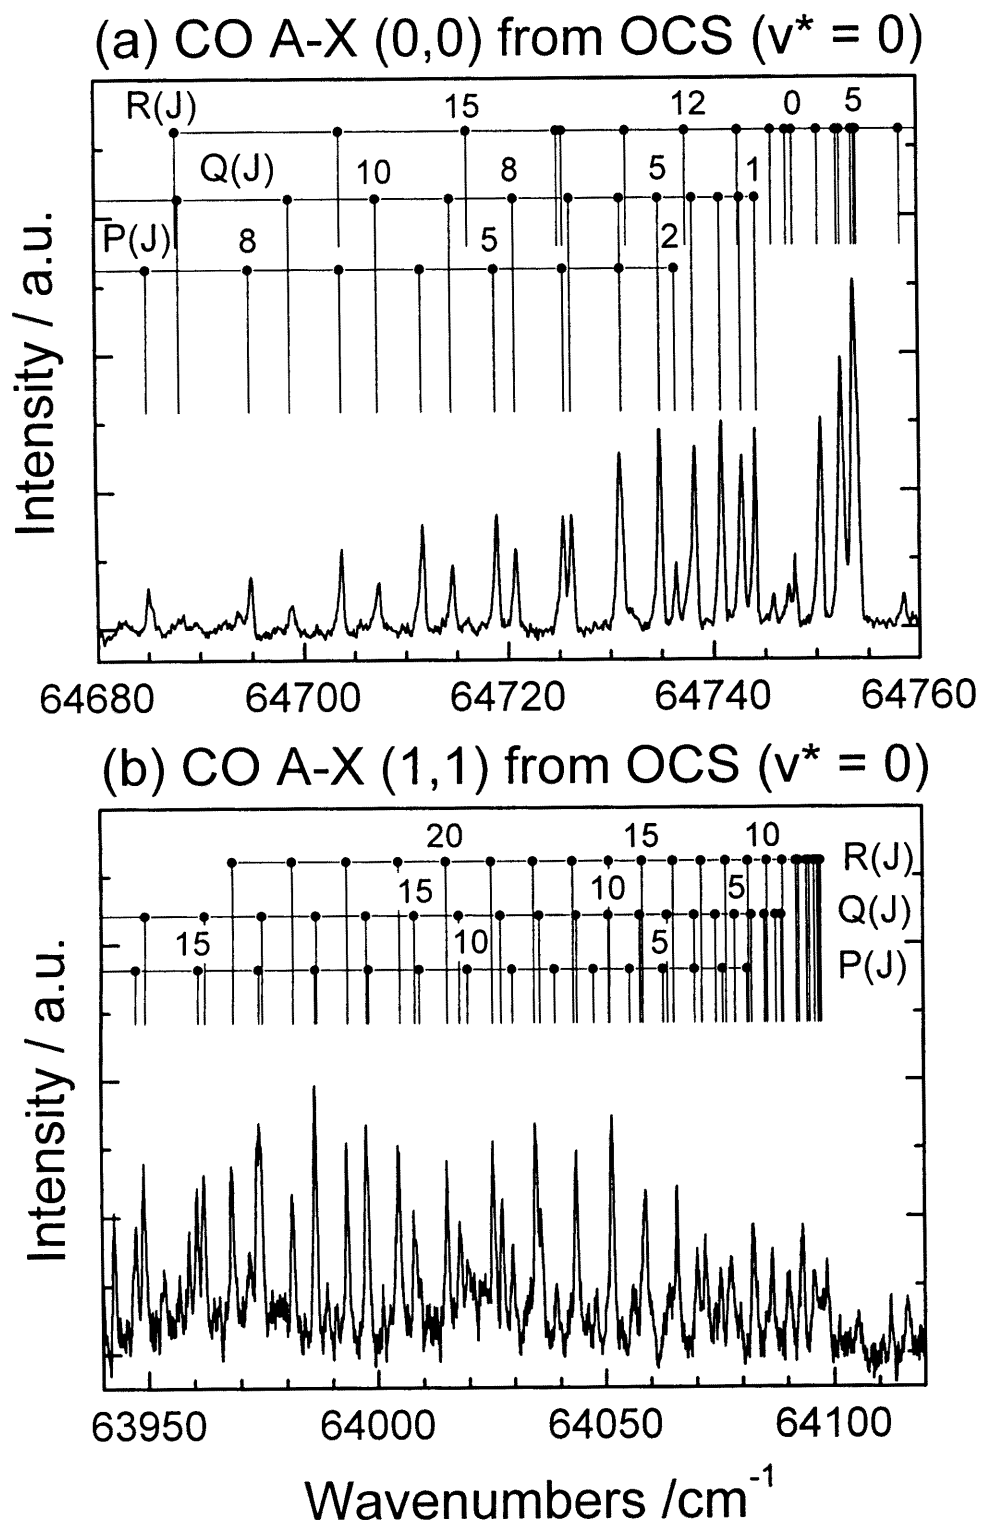 (a) CO A-X (0,0) from OCS (v* = 0)
R(J) 15 12 0 5
Q(J) 10 8 5 1
P(J) 8 5 2
Intensity / a.u.
64680 64700 64720 64740 64760
(b) CO A-X (1,1) from OCS (v* = 0)
20 15 10 R(J)
15 10 5 Q(J)
15 10 5 P(J)
Intensity / a.u.
63950 64000 64050 64100
Wavenumbers /cm-1